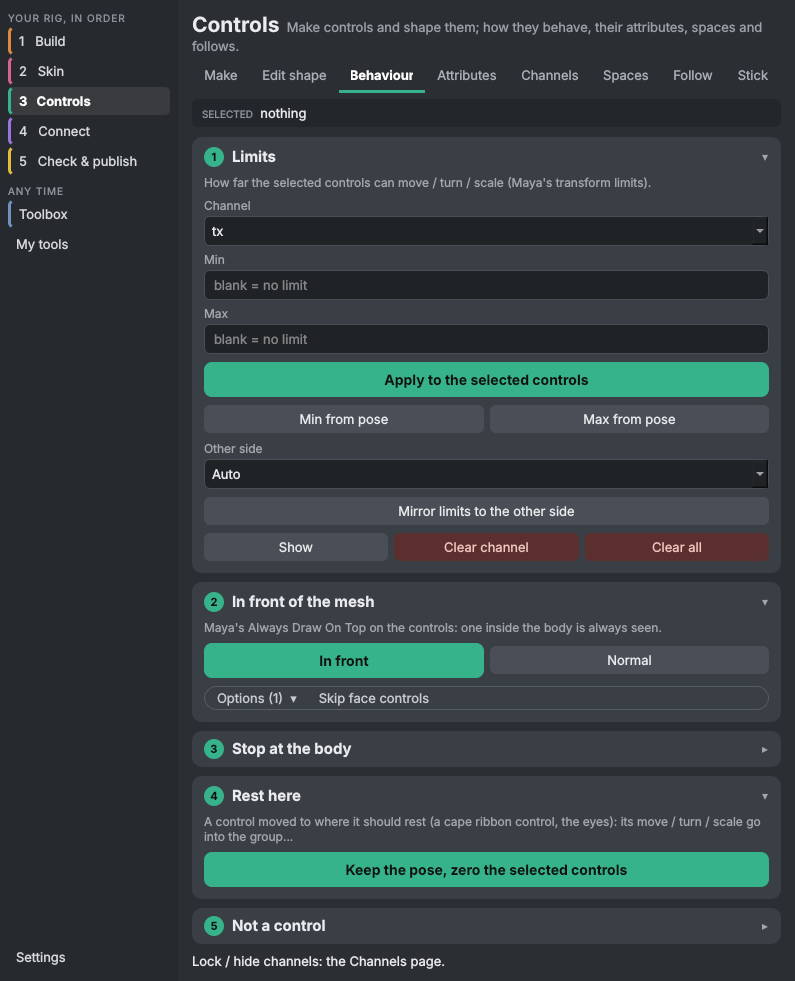 YOUR RIG, IN ORDER
1 Build
2 Skin
3 Controls
4 Connect
5 Check & publish
ANY TIME
Toolbox
My tools
Settings
Controls Make controls and shape them; how they behave, their attributes, spaces and
follows.
Make Edit shape Behaviour Attributes Channels Spaces Follow Stick
SELECTED nothing
1 Limits
How far the selected controls can move / turn / scale (Maya's transform limits).
Channel
tx
Min
blank = no limit
Max
blank = no limit
Apply to the selected controls
Min from pose Max from pose
Other side
Auto
Mirror limits to the other side
Show Clear channel Clear all
2 In front of the mesh
Maya's Always Draw On Top on the controls: one inside the body is always seen.
In front Normal
Options (1) ▾ Skip face controls
3 Stop at the body
4 Rest here
A control moved to where it should rest (a cape ribbon control, the eyes): its move / turn / scale go
into the group...
Keep the pose, zero the selected controls
5 Not a control
Lock / hide channels: the Channels page.